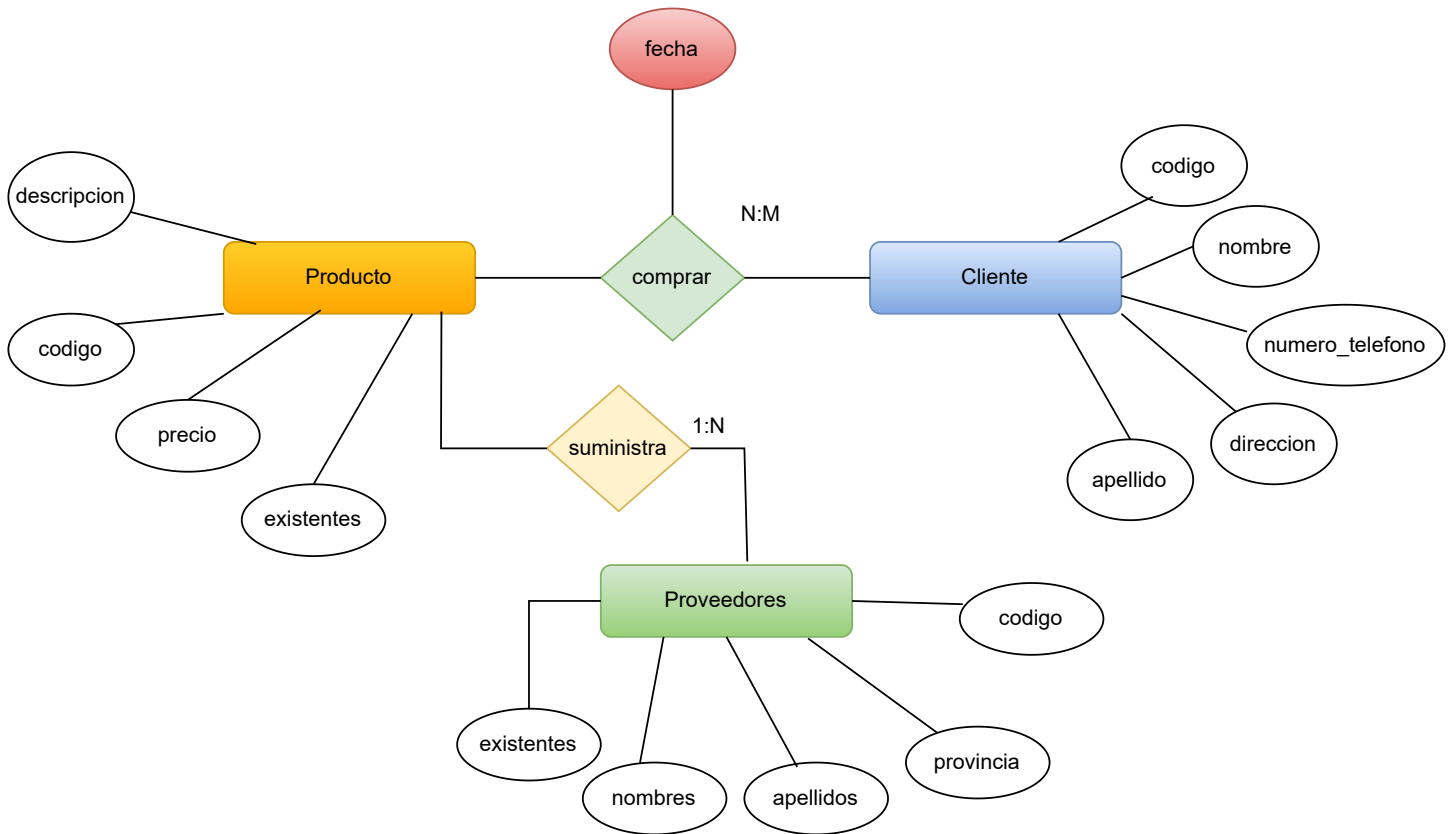 fecha
codigo
descripcion
N:M
nombre
Producto
comprar
Cliente
numero_telefono
codigo
precio
1:N
suministra
direccion
apellido
existentes
Proveedores
codigo
existentes
provincia
nombres
apellidos